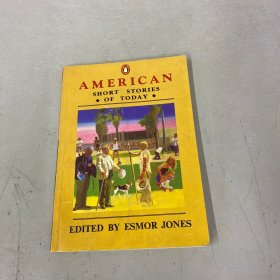 AMERICAN
SHORT STORIES
◆ OF TODAY ◆
EDITED BY ESMOR JONES